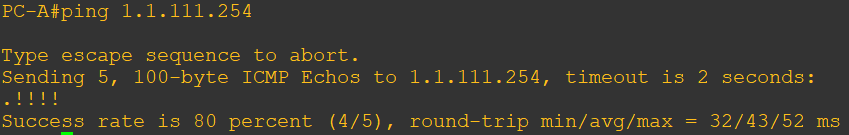 PC-A#ping 1.1.111.254
Type escape sequence to abort.
Sending 5, 100-byte ICMP Echos to 1.1.111.254, timeout is 2 seconds:
.!!!!
Success rate is 80 percent (4/5), round-trip min/avg/max = 32/43/52 ms